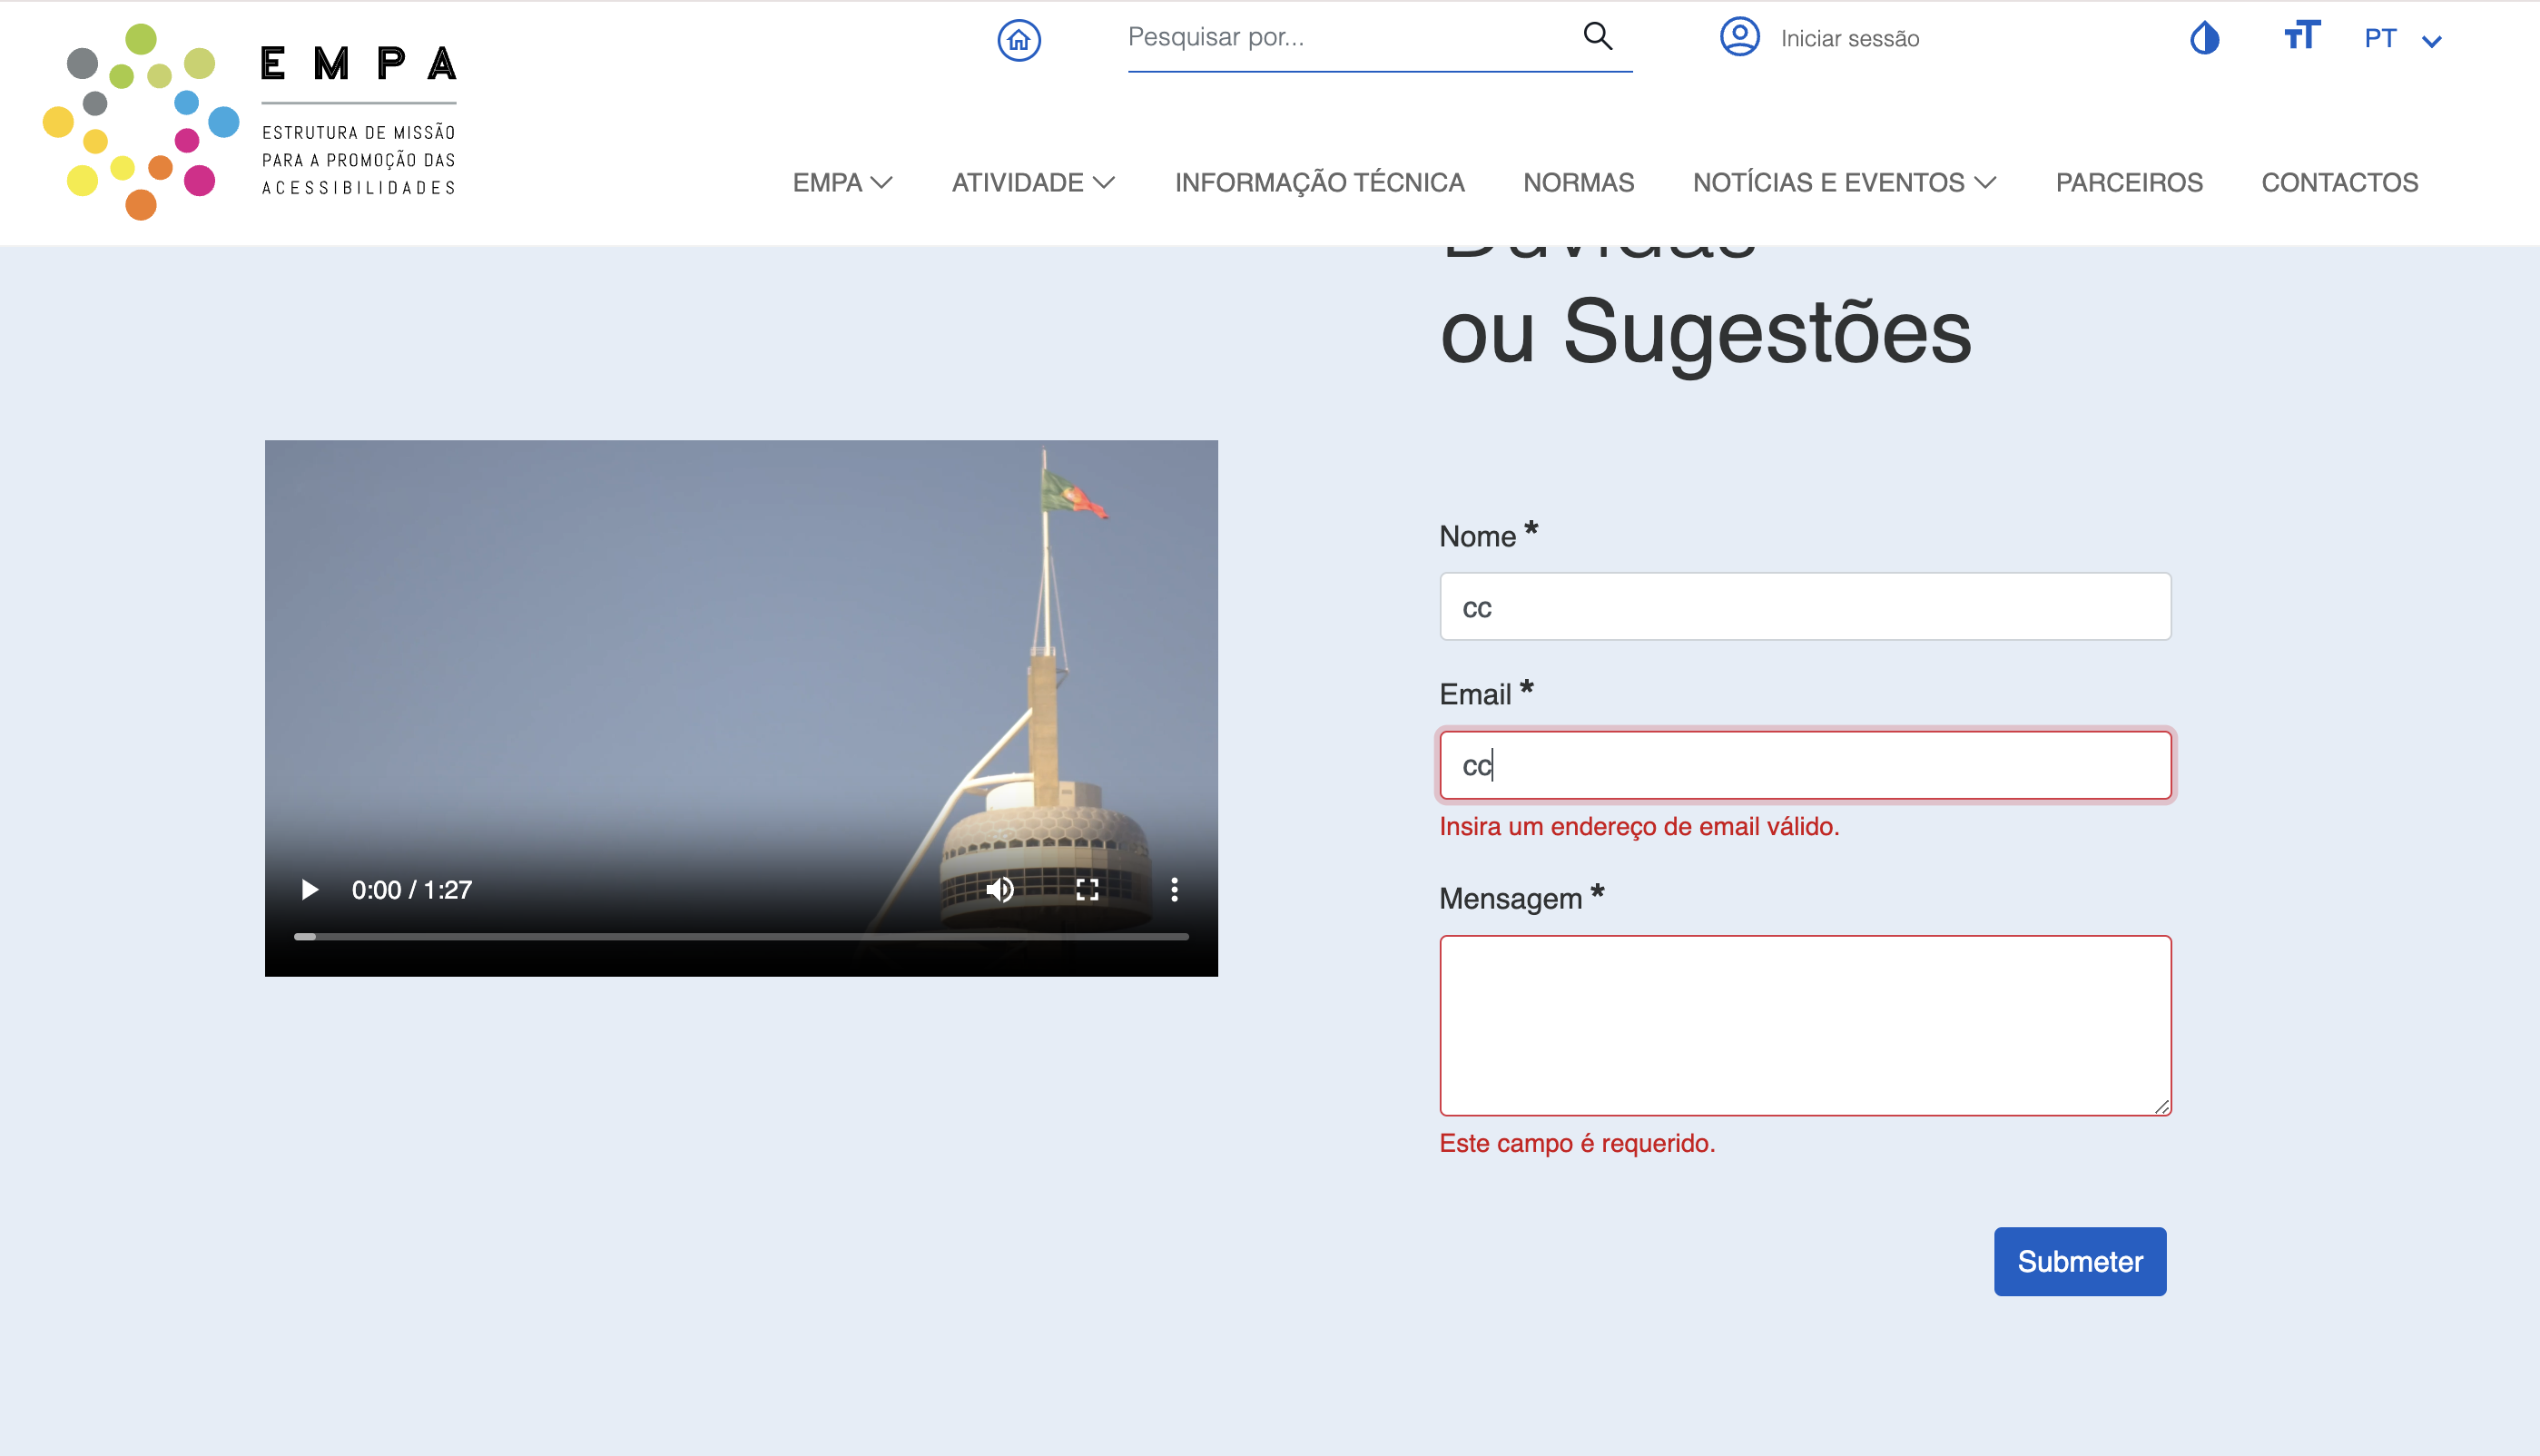 EMPA
ESTRUTURA DE MISSÃO
PARA A PROMOÇÃO DAS
ACESSIBILIDADES
Pesquisar por...
Iniciar sessão
PT
EMPA
ATIVIDADE
INFORMAÇÃO TÉCNICA
NORMAS
NOTÍCIAS E EVENTOS
PARCEIROS
CONTACTOS
ou Sugestões
0:00 / 1:27
Nome *
cc
Email *
cc
Insira um endereço de email válido.
Mensagem *
Este campo é requerido.
Submeter